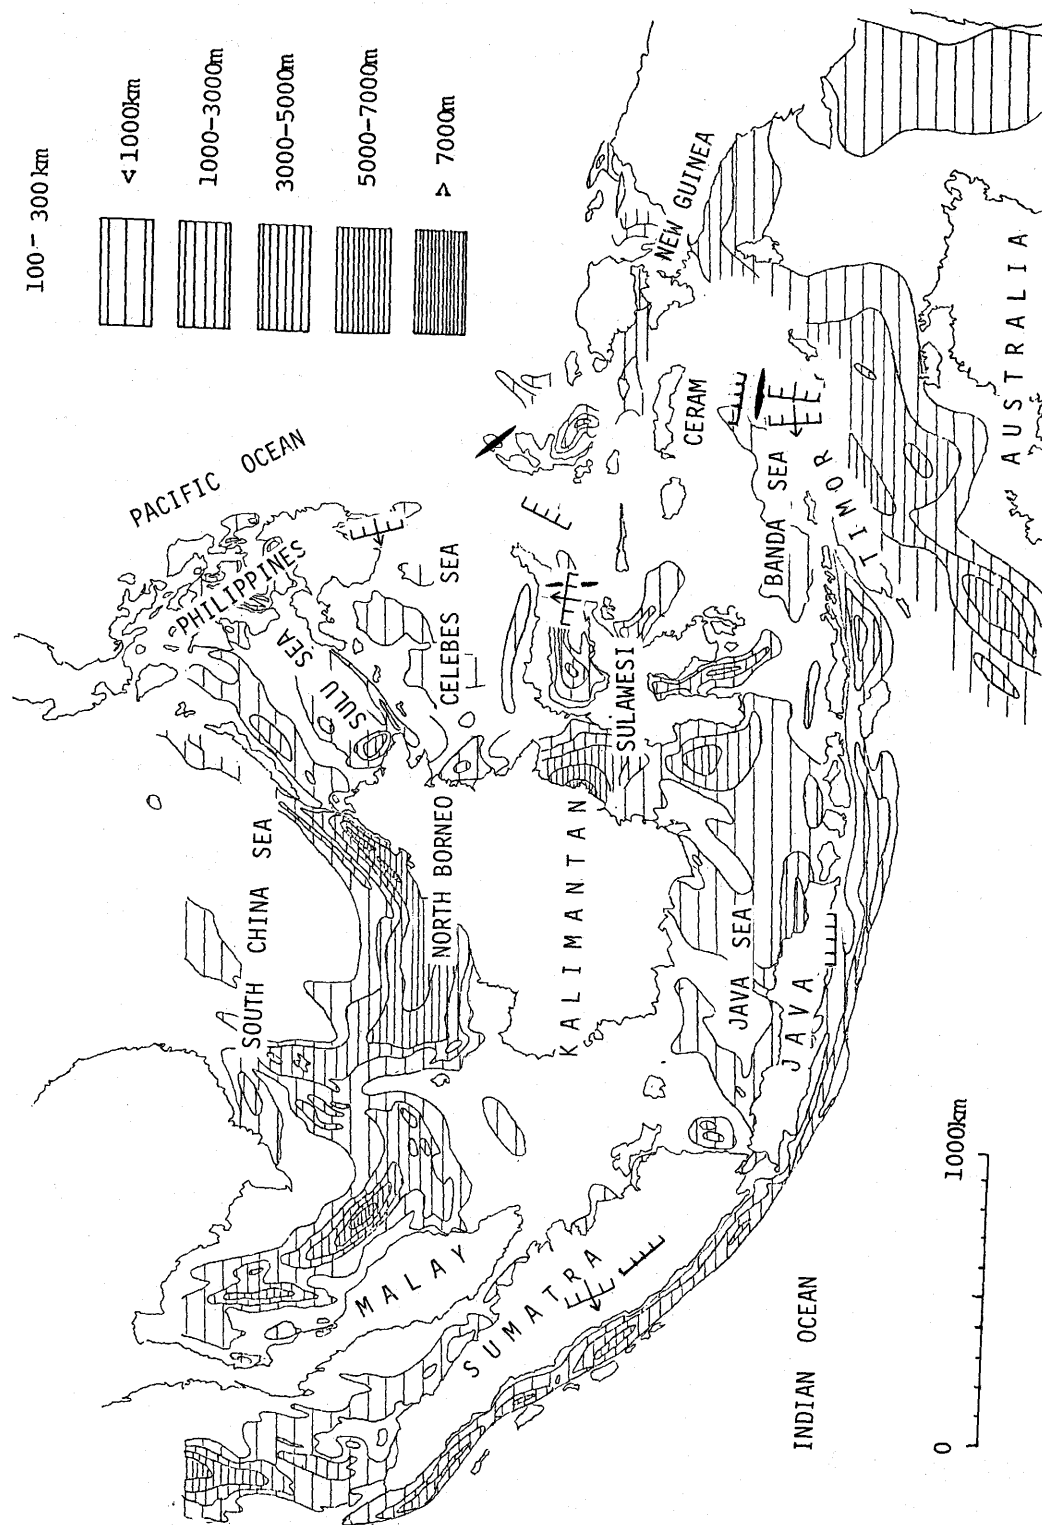 100 - 300 km
< 1000km
1000-3000m
3000-5000m
5000-7000m
> 7000m
PACIFIC OCEAN
PHILIPPINES
SULU SEA
SOUTH CHINA SEA
CELEBES SEA
NORTH BORNEO
NEW GUINEA
CERAM
SULAWESI
KALIMANTAN
BANDA SEA
TIMOR
JAVA SEA
JAVA
MALAY
SUMATRA
AUSTRALIA
INDIAN OCEAN
0
1000km